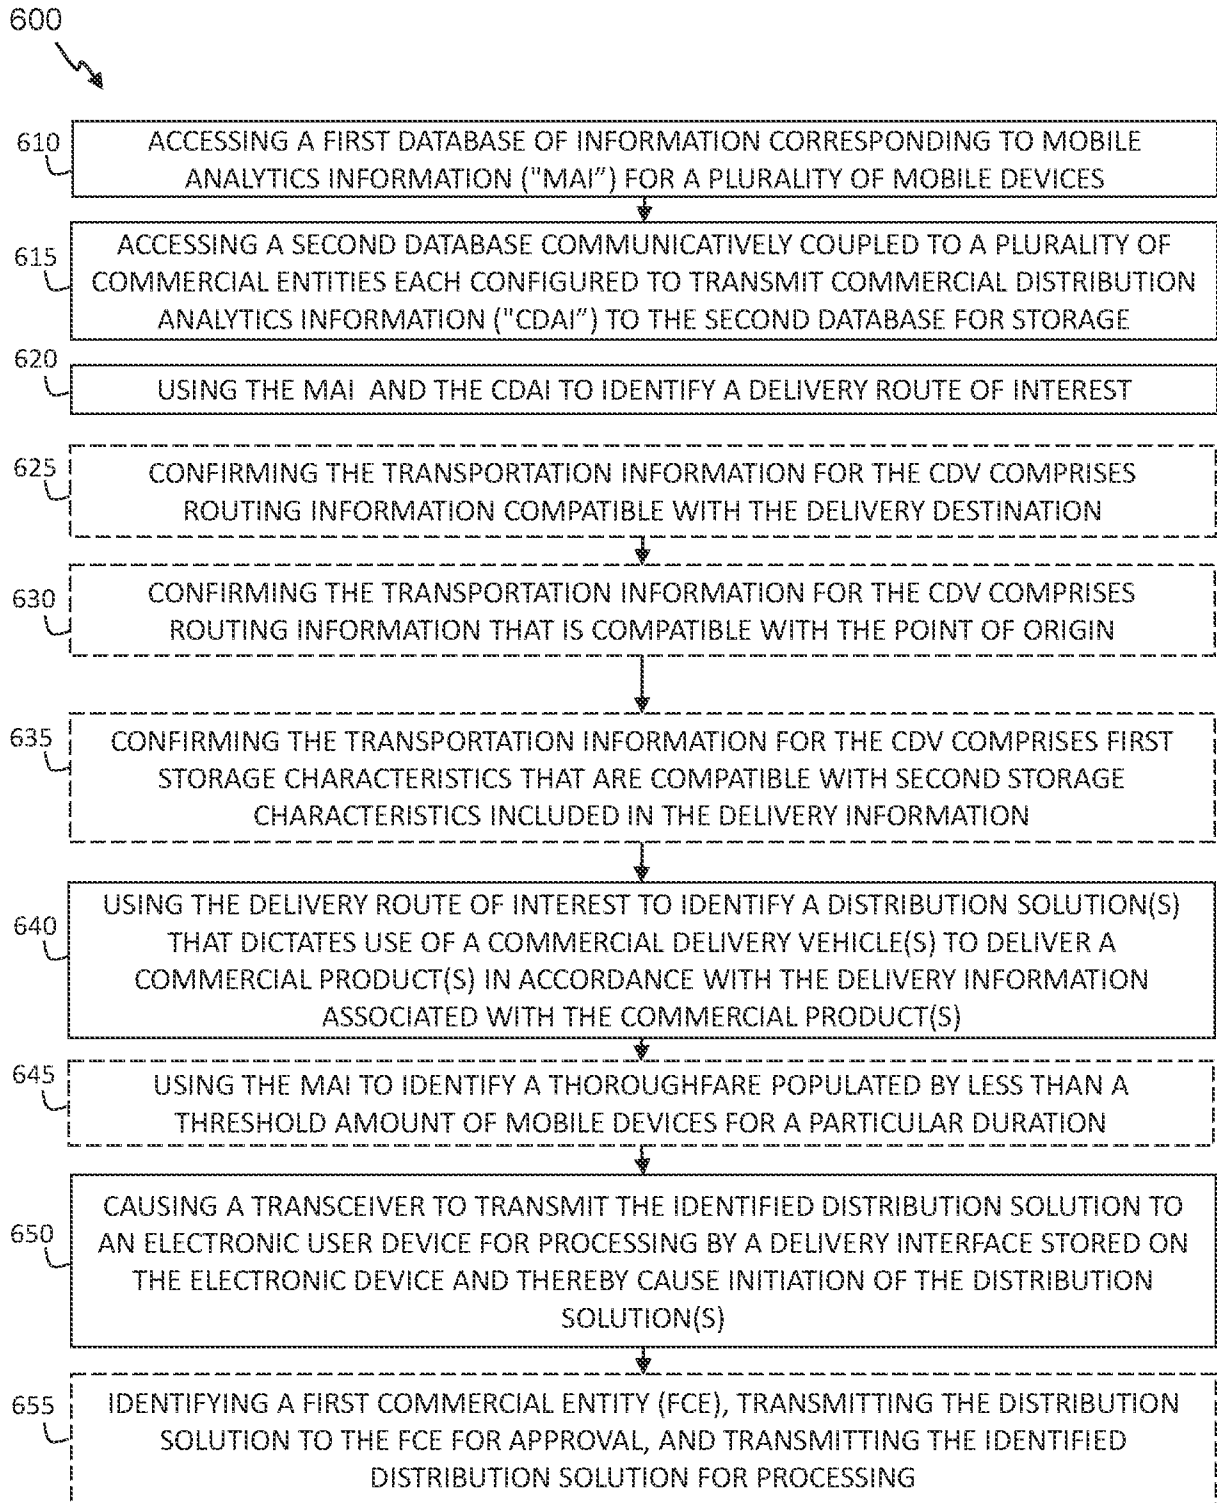 600
610
ACCESSING A FIRST DATABASE OF INFORMATION CORRESPONDING TO MOBILE
ANALYTICS INFORMATION ("MAI”) FOR A PLURALITY OF MOBILE DEVICES
615
ACCESSING A SECOND DATABASE COMMUNICATIVELY COUPLED TO A PLURALITY OF
COMMERCIAL ENTITIES EACH CONFIGURED TO TRANSMIT COMMERCIAL DISTRIBUTION
ANALYTICS INFORMATION ("CDAI”) TO THE SECOND DATABASE FOR STORAGE
620
USING THE MAI AND THE CDAI TO IDENTIFY A DELIVERY ROUTE OF INTEREST
625
CONFIRMING THE TRANSPORTATION INFORMATION FOR THE CDV COMPRISES
ROUTING INFORMATION COMPATIBLE WITH THE DELIVERY DESTINATION
630
CONFIRMING THE TRANSPORTATION INFORMATION FOR THE CDV COMPRISES
ROUTING INFORMATION THAT IS COMPATIBLE WITH THE POINT OF ORIGIN
635
CONFIRMING THE TRANSPORTATION INFORMATION FOR THE CDV COMPRISES FIRST
STORAGE CHARACTERISTICS THAT ARE COMPATIBLE WITH SECOND STORAGE
CHARACTERISTICS INCLUDED IN THE DELIVERY INFORMATION
640
USING THE DELIVERY ROUTE OF INTEREST TO IDENTIFY A DISTRIBUTION SOLUTION(S)
THAT DICTATES USE OF A COMMERCIAL DELIVERY VEHICLE(S) TO DELIVER A
COMMERCIAL PRODUCT(S) IN ACCORDANCE WITH THE DELIVERY INFORMATION
ASSOCIATED WITH THE COMMERCIAL PRODUCT(S)
645
USING THE MAI TO IDENTIFY A THOROUGHFARE POPULATED BY LESS THAN A
THRESHOLD AMOUNT OF MOBILE DEVICES FOR A PARTICULAR DURATION
650
CAUSING A TRANSCEIVER TO TRANSMIT THE IDENTIFIED DISTRIBUTION SOLUTION TO
AN ELECTRONIC USER DEVICE FOR PROCESSING BY A DELIVERY INTERFACE STORED ON
THE ELECTRONIC DEVICE AND THEREBY CAUSE INITIATION OF THE DISTRIBUTION
SOLUTION(S)
655
IDENTIFYING A FIRST COMMERCIAL ENTITY (FCE), TRANSMITTING THE DISTRIBUTION
SOLUTION TO THE FCE FOR APPROVAL, AND TRANSMITTING THE IDENTIFIED
DISTRIBUTION SOLUTION FOR PROCESSING